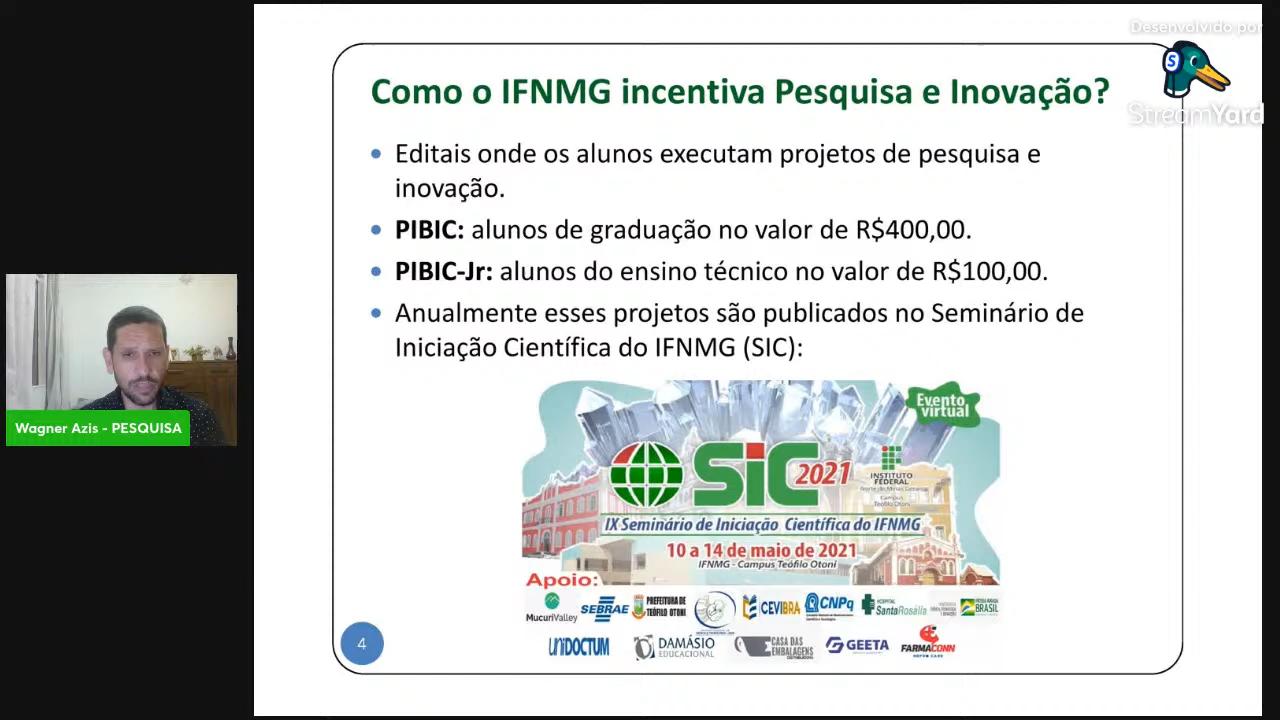 Desenvolvido por
StreamYard
Como o IFNMG incentiva Pesquisa e Inovação?
• Editais onde os alunos executam projetos de pesquisa e
inovação.
• PIBIC: alunos de graduação no valor de R$400,00.
• PIBIC-Jr: alunos do ensino técnico no valor de R$100,00.
• Anualmente esses projetos são publicados no Seminário de
Iniciação Científica do IFNMG (SIC):
Evento
virtual
SiC 2021
INSTITUTO
FEDERAL
Norte de Minas Gerais
Campus
Teófilo Otoni
IX Seminário de Iniciação Científica do IFNMG
10 a 14 de maio de 2021
IFNMG - Campus Teófilo Otoni
Apoio:
MucuriValley
SEBRAE
PREFEITURA DE
TEÓFILO OTONI
CEVIBRA
CNPq
HOSPITAL
SantaRosália
PÁTRIA AMADA
BRASIL
UNIDOCTUM
DAMÁSIO
EDUCACIONAL
CASA DAS
EMBALAGENS
DISTRIBUIDORA
GEETA
FARMACONN
4
Wagner Azis - PESQUISA